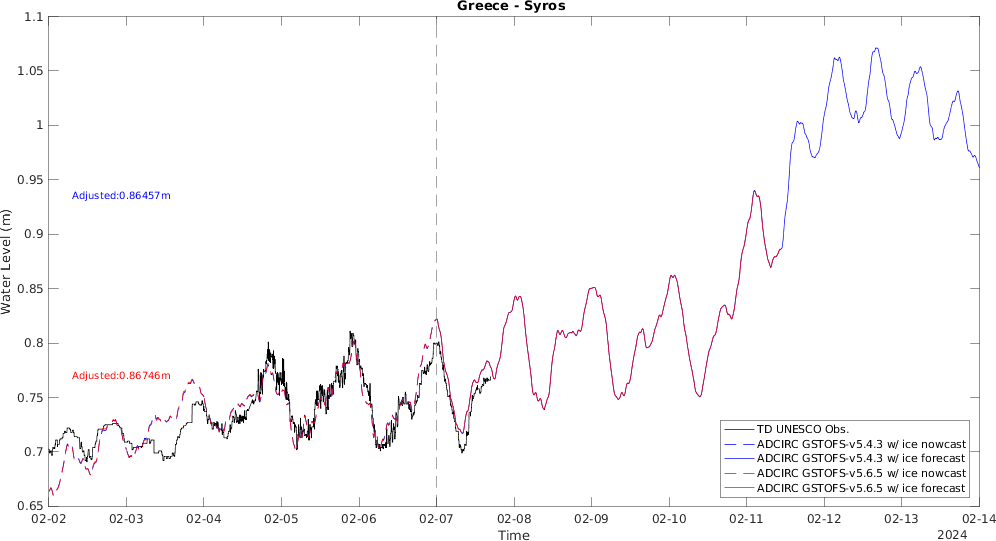 Greece - Syros
1.1
1.05
1
0.95
0.9
0.85
0.8
0.75
0.7
0.65
Water Level (m)
Adjusted:0.86457m
Adjusted:0.86746m
TD UNESCO Obs.
ADCIRC GSTOFS-v5.4.3 w/ ice nowcast
ADCIRC GSTOFS-v5.4.3 w/ ice forecast
ADCIRC GSTOFS-v5.6.5 w/ ice nowcast
ADCIRC GSTOFS-v5.6.5 w/ ice forecast
02-02 02-03 02-04 02-05 02-06 02-07 02-08 02-09 02-10 02-11 02-12 02-13 02-14
Time
2024